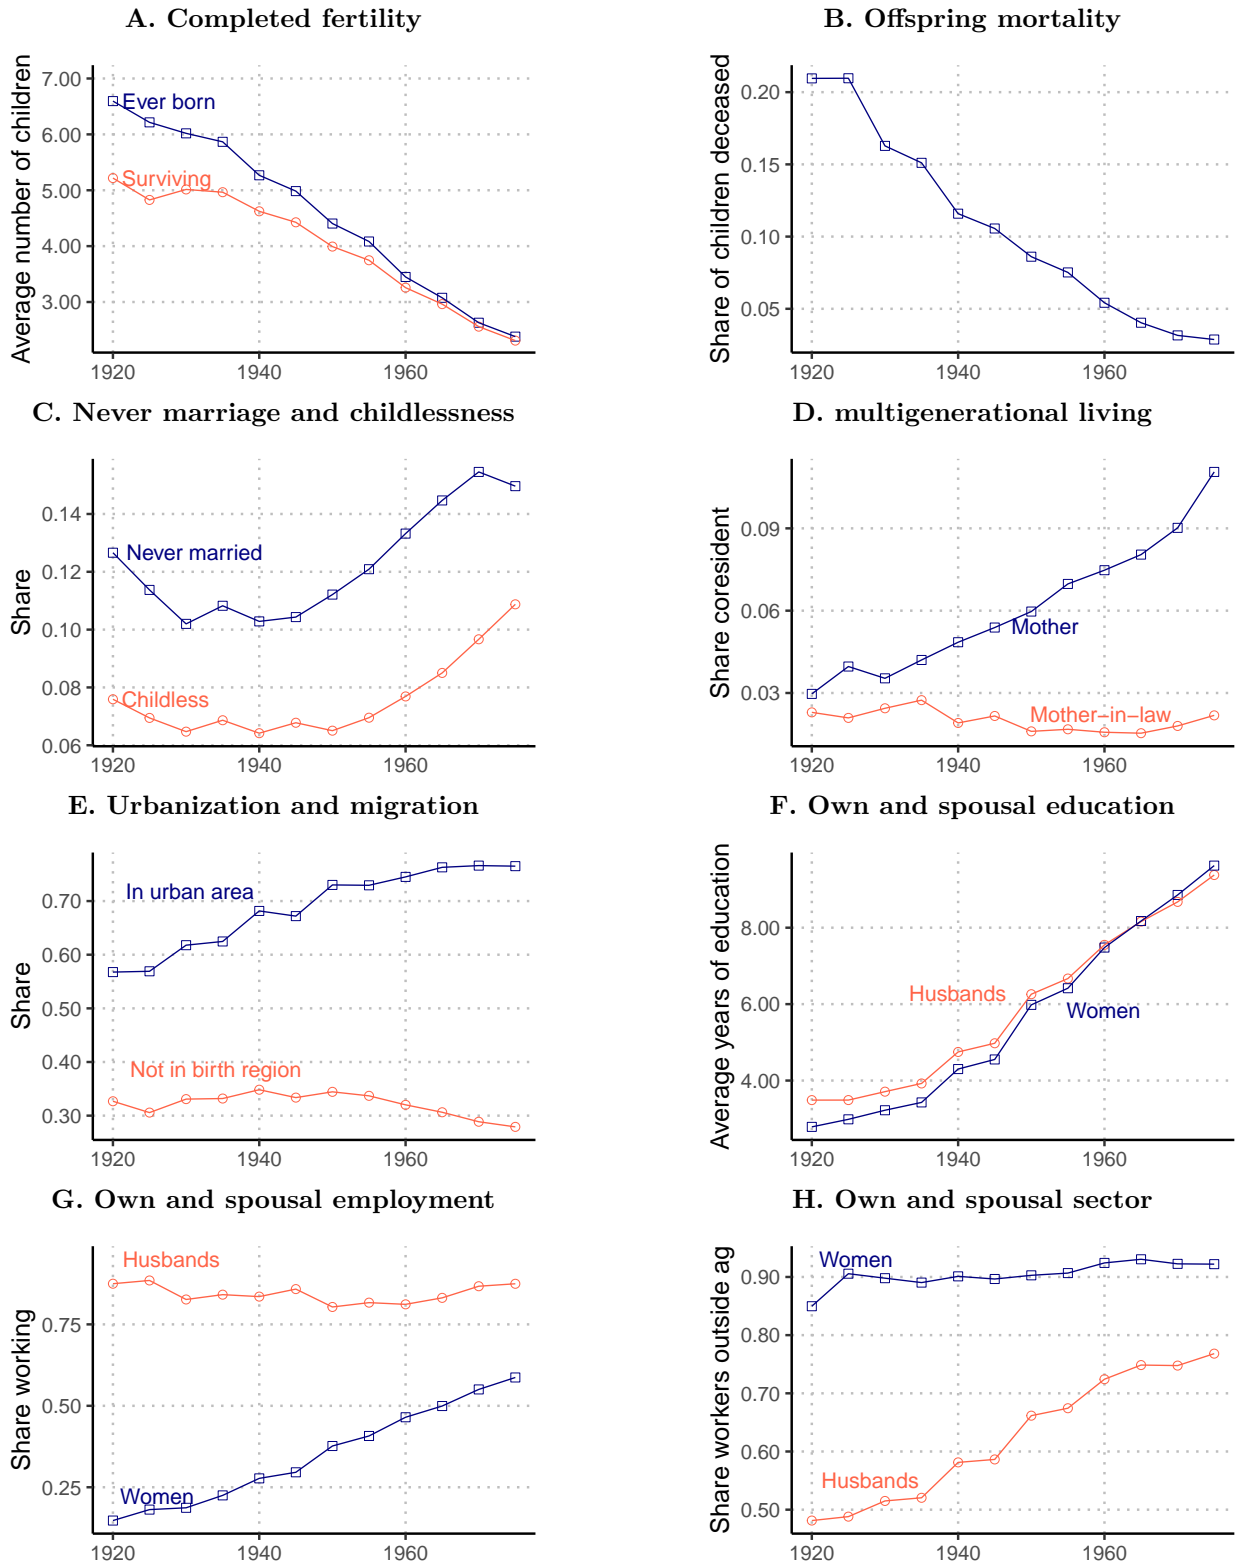 A. Completed fertility
Average number of children
7.00
6.00
5.00
4.00
3.00
Ever born
Surviving
1920 1940 1960
B. Offspring mortality
Share of children deceased
0.20
0.15
0.10
0.05
1920 1940 1960
C. Never marriage and childlessness
Share
0.14
0.12
0.10
0.08
0.06
Never married
Childless
1920 1940 1960
D. multigenerational living
Share coresident
0.09
0.06
0.03
Mother
Mother−in−law
1920 1940 1960
E. Urbanization and migration
Share
0.70
0.60
0.50
0.40
0.30
In urban area
Not in birth region
1920 1940 1960
F. Own and spousal education
Average years of education
8.00
6.00
4.00
Husbands
Women
1920 1940 1960
G. Own and spousal employment
Share working
0.75
0.50
0.25
Husbands
Women
1920 1940 1960
H. Own and spousal sector
Share workers outside ag
0.90
0.80
0.70
0.60
0.50
Women
Husbands
1920 1940 1960